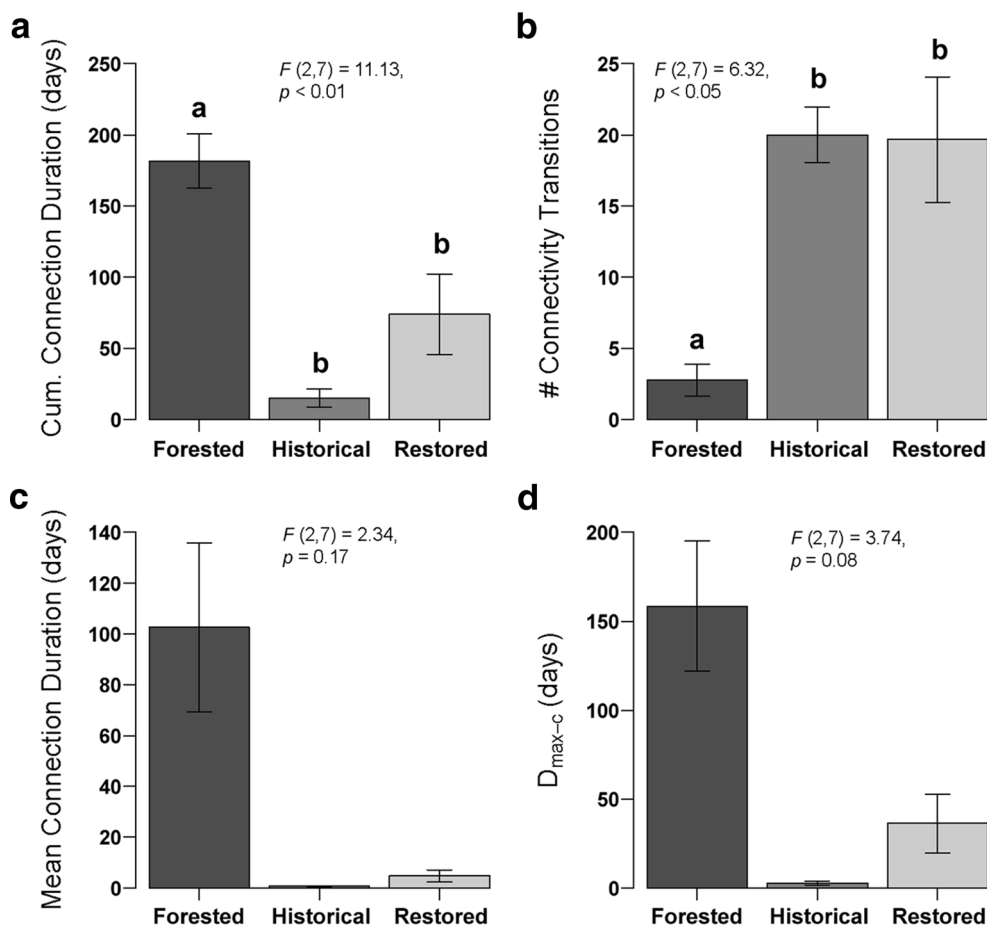 a
Cum. Connection Duration (days)
250
200
150
100
50
0
F (2,7) = 11.13,
p < 0.01
a
b
b
Forested Historical Restored
b
# Connectivity Transitions
25
20
15
10
5
0
F (2,7) = 6.32,
p < 0.05
a
b
b
Forested Historical Restored
c
Mean Connection Duration (days)
140
120
100
80
60
40
20
0
F (2,7) = 2.34,
p = 0.17
Forested Historical Restored
d
Dmax−c (days)
200
150
100
50
0
F (2,7) = 3.74,
p = 0.08
Forested Historical Restored